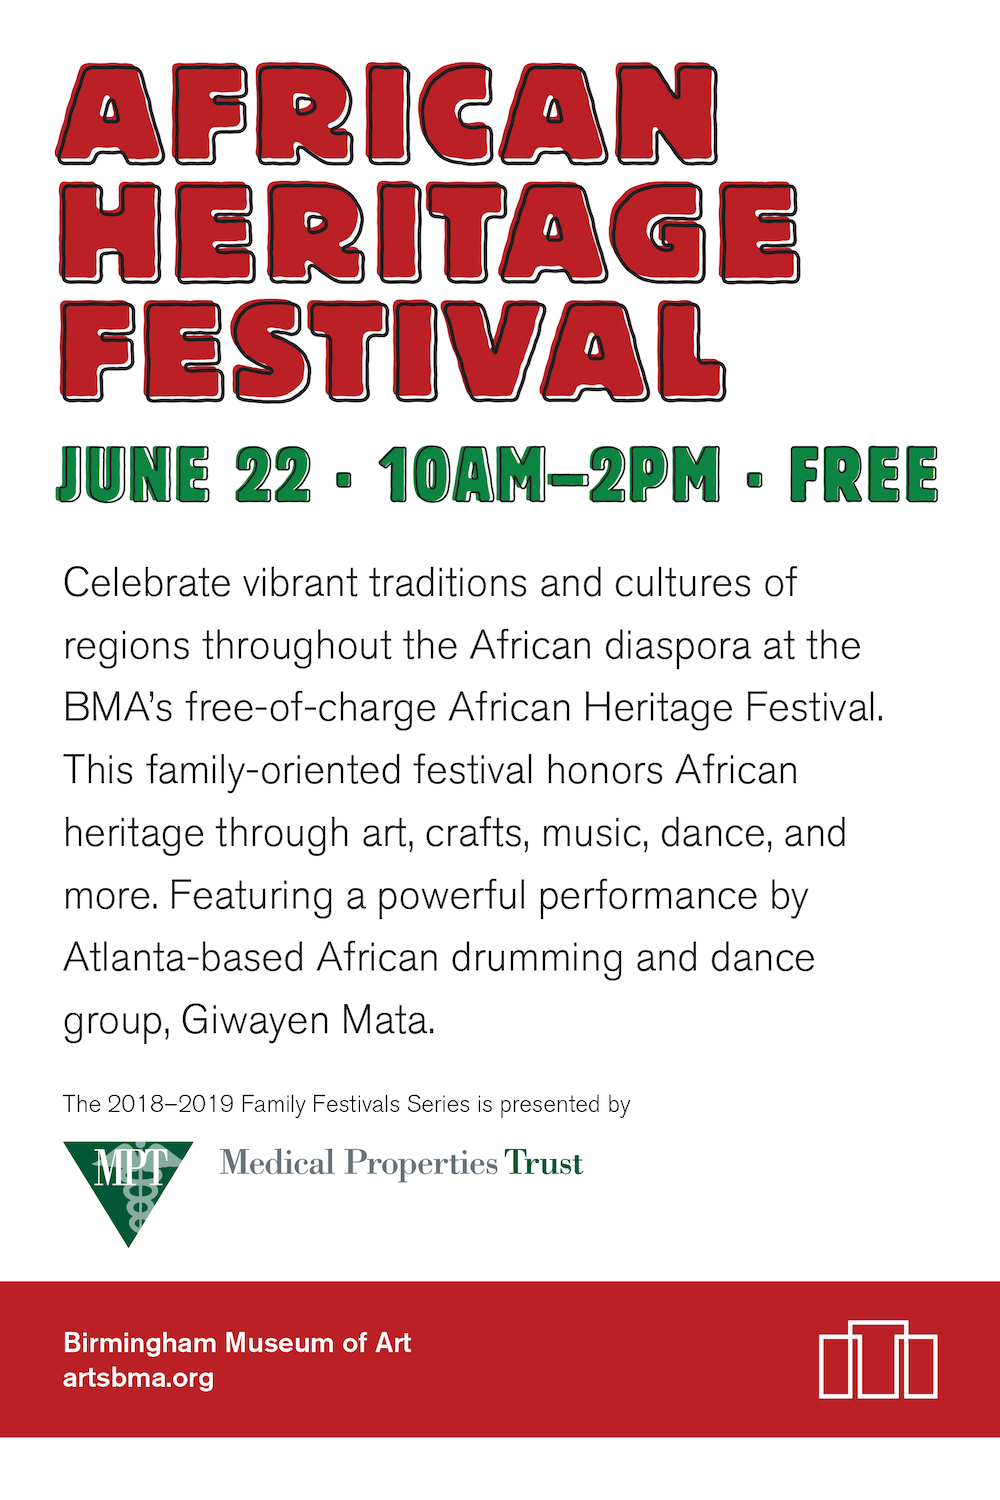 AFRICAN
HERITAGE
FESTIVAL
JUNE 22 · 10AM–2PM · FREE
Celebrate vibrant traditions and cultures of
regions throughout the African diaspora at the
BMA’s free-of-charge African Heritage Festival.
This family-oriented festival honors African
heritage through art, crafts, music, dance, and
more. Featuring a powerful performance by
Atlanta-based African drumming and dance
group, Giwayen Mata.
The 2018–2019 Family Festivals Series is presented by
MPT Medical Properties Trust
Birmingham Museum of Art
artsbma.org